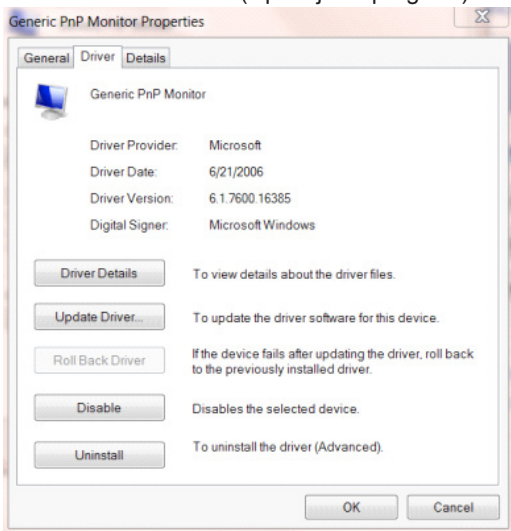 Generic PnP Monitor Properties
General Driver Details
Generic PnP Monitor
Driver Provider: Microsoft
Driver Date: 6/21/2006
Driver Version: 6.1.7600.16385
Digital Signer: Microsoft Windows
Driver Details To view details about the driver files.
Update Driver... To update the driver software for this device.
Roll Back Driver If the device fails after updating the driver, roll back
to the previously installed driver.
Disable Disables the selected device.
Uninstall To uninstall the driver (Advanced).
OK Cancel